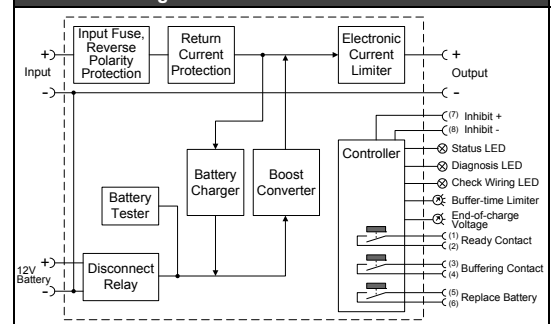 Input Fuse,
Reverse
Polarity
Protection
Return
Current
Protection
Electronic
Current
Limiter
+
Input
-
+
Output
-
(7) Inhibit +
(8) Inhibit -
Controller
Status LED
Diagnosis LED
Check Wiring LED
Buffer-time Limiter
End-of-charge
Voltage
(1)
(2)
Ready Contact
(3)
(4)
Buffering Contact
(5)
(6)
Replace Battery
Battery
Charger
Boost
Converter
Battery
Tester
+
12V
Battery
-
Disconnect
Relay